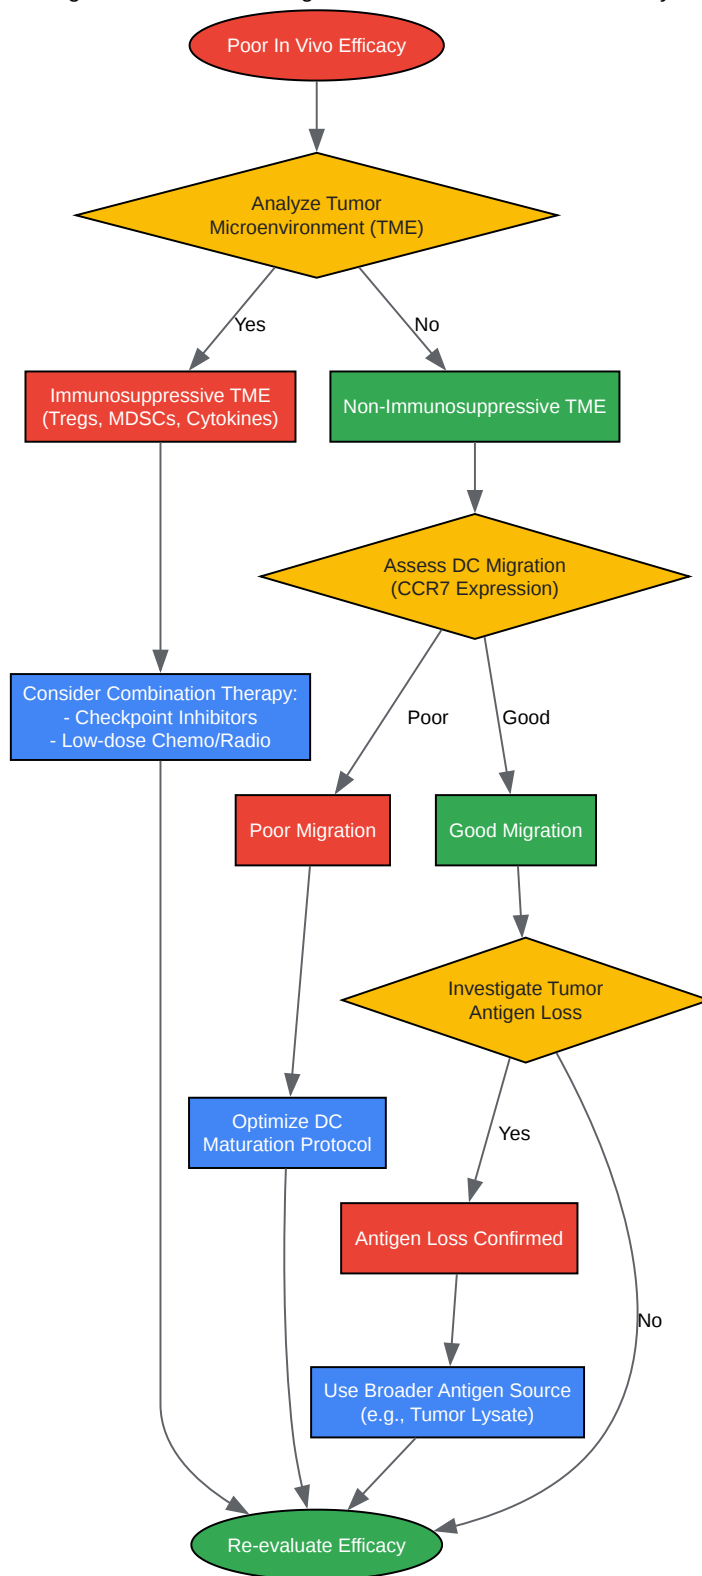 Poor In Vivo Efficacy
Analyze Tumor
Microenvironment (TME)
Yes
No
Immunosuppressive TME
(Tregs, MDSCs, Cytokines)
Non-Immunosuppressive TME
Assess DC Migration
(CCR7 Expression)
Consider Combination Therapy:
- Checkpoint Inhibitors
- Low-dose Chemo/Radio
Poor
Good
Poor Migration
Good Migration
Investigate Tumor
Antigen Loss
Optimize DC
Maturation Protocol
Yes
Antigen Loss Confirmed
No
Use Broader Antigen Source
(e.g., Tumor Lysate)
Re-evaluate Efficacy